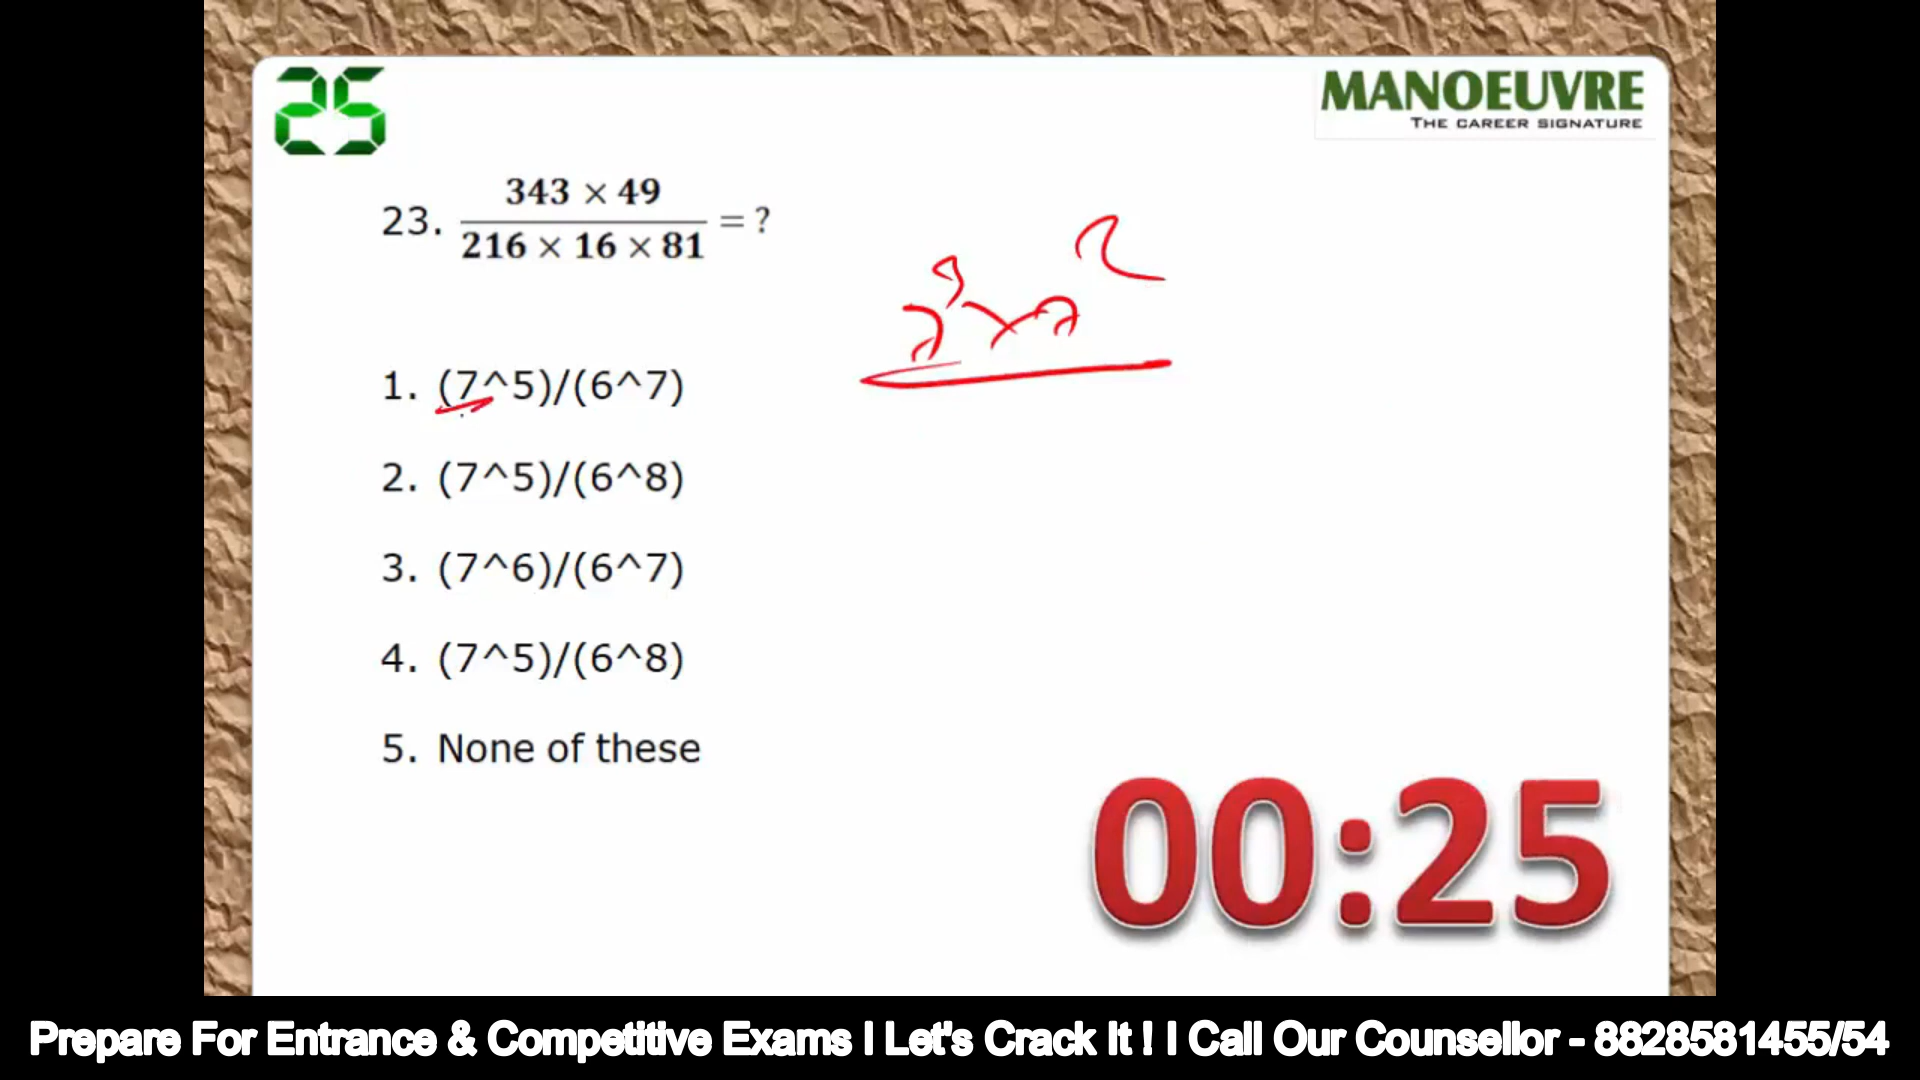 25
MANOEUVRE
THE CAREER SIGNATURE
23. 343 × 49 / 216 × 16 × 81 = ?
7³ × 7²
1. (7^5)/(6^7)
2. (7^5)/(6^8)
3. (7^6)/(6^7)
4. (7^5)/(6^8)
5. None of these
00:25
Prepare For Entrance & Competitive Exams I Let's Crack It ! I Call Our Counsellor - 8828581455/54